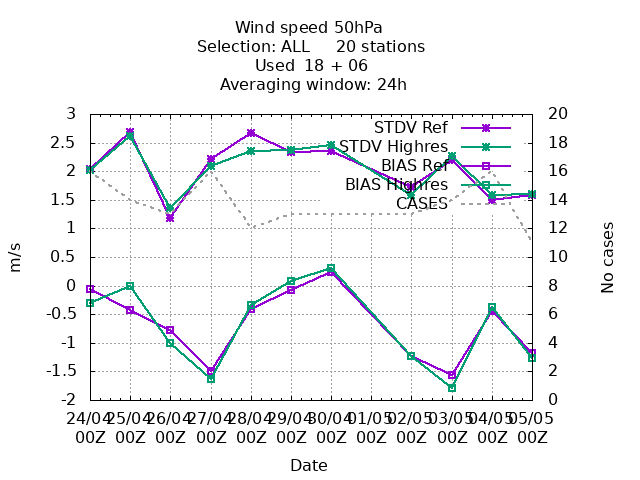 Wind speed 50hPa
Selection: ALL     20 stations
Used  18 + 06
Averaging window: 24h
3
2.5
2
1.5
1
0.5
0
-0.5
-1
-1.5
-2
m/s
20
18
16
14
12
10
8
6
4
2
0
No cases
STDV Ref
STDV Highres
BIAS Ref
BIAS Highres
CASES
24/04 25/04 26/04 27/04 28/04 29/04 30/04 01/05 02/05 03/05 04/05 05/05
00Z 00Z 00Z 00Z 00Z 00Z 00Z 00Z 00Z 00Z 00Z 00Z
Date